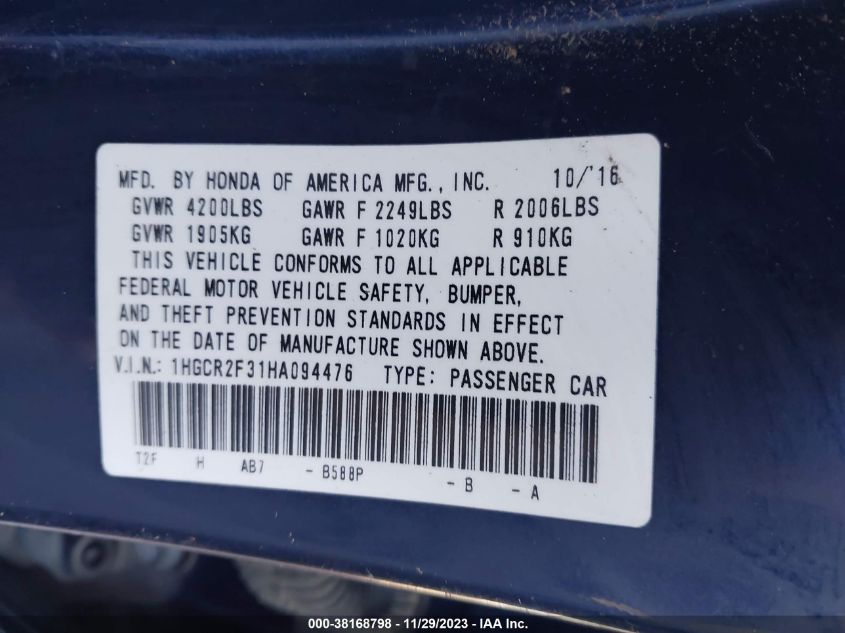 MFD. BY HONDA OF AMERICA MFG., INC. 10/'16
GVWR 4200LBS GAWR F 2249LBS R 2006LBS
GVWR 1905KG GAWR F 1020KG R 910KG
THIS VEHICLE CONFORMS TO ALL APPLICABLE
FEDERAL MOTOR VEHICLE SAFETY, BUMPER,
AND THEFT PREVENTION STANDARDS IN EFFECT
ON THE DATE OF MANUFACTURE SHOWN ABOVE.
V.I.N.: 1HGCR2F31HA094476 TYPE: PASSENGER CAR
T2F H AB7 - B588P - B - A
000-38168798 - 11/29/2023 - IAA Inc.